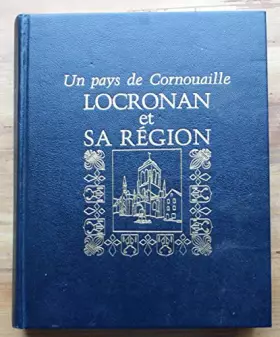 Un pays de Cornouaille
LOCRONAN
et
SA RÉGION